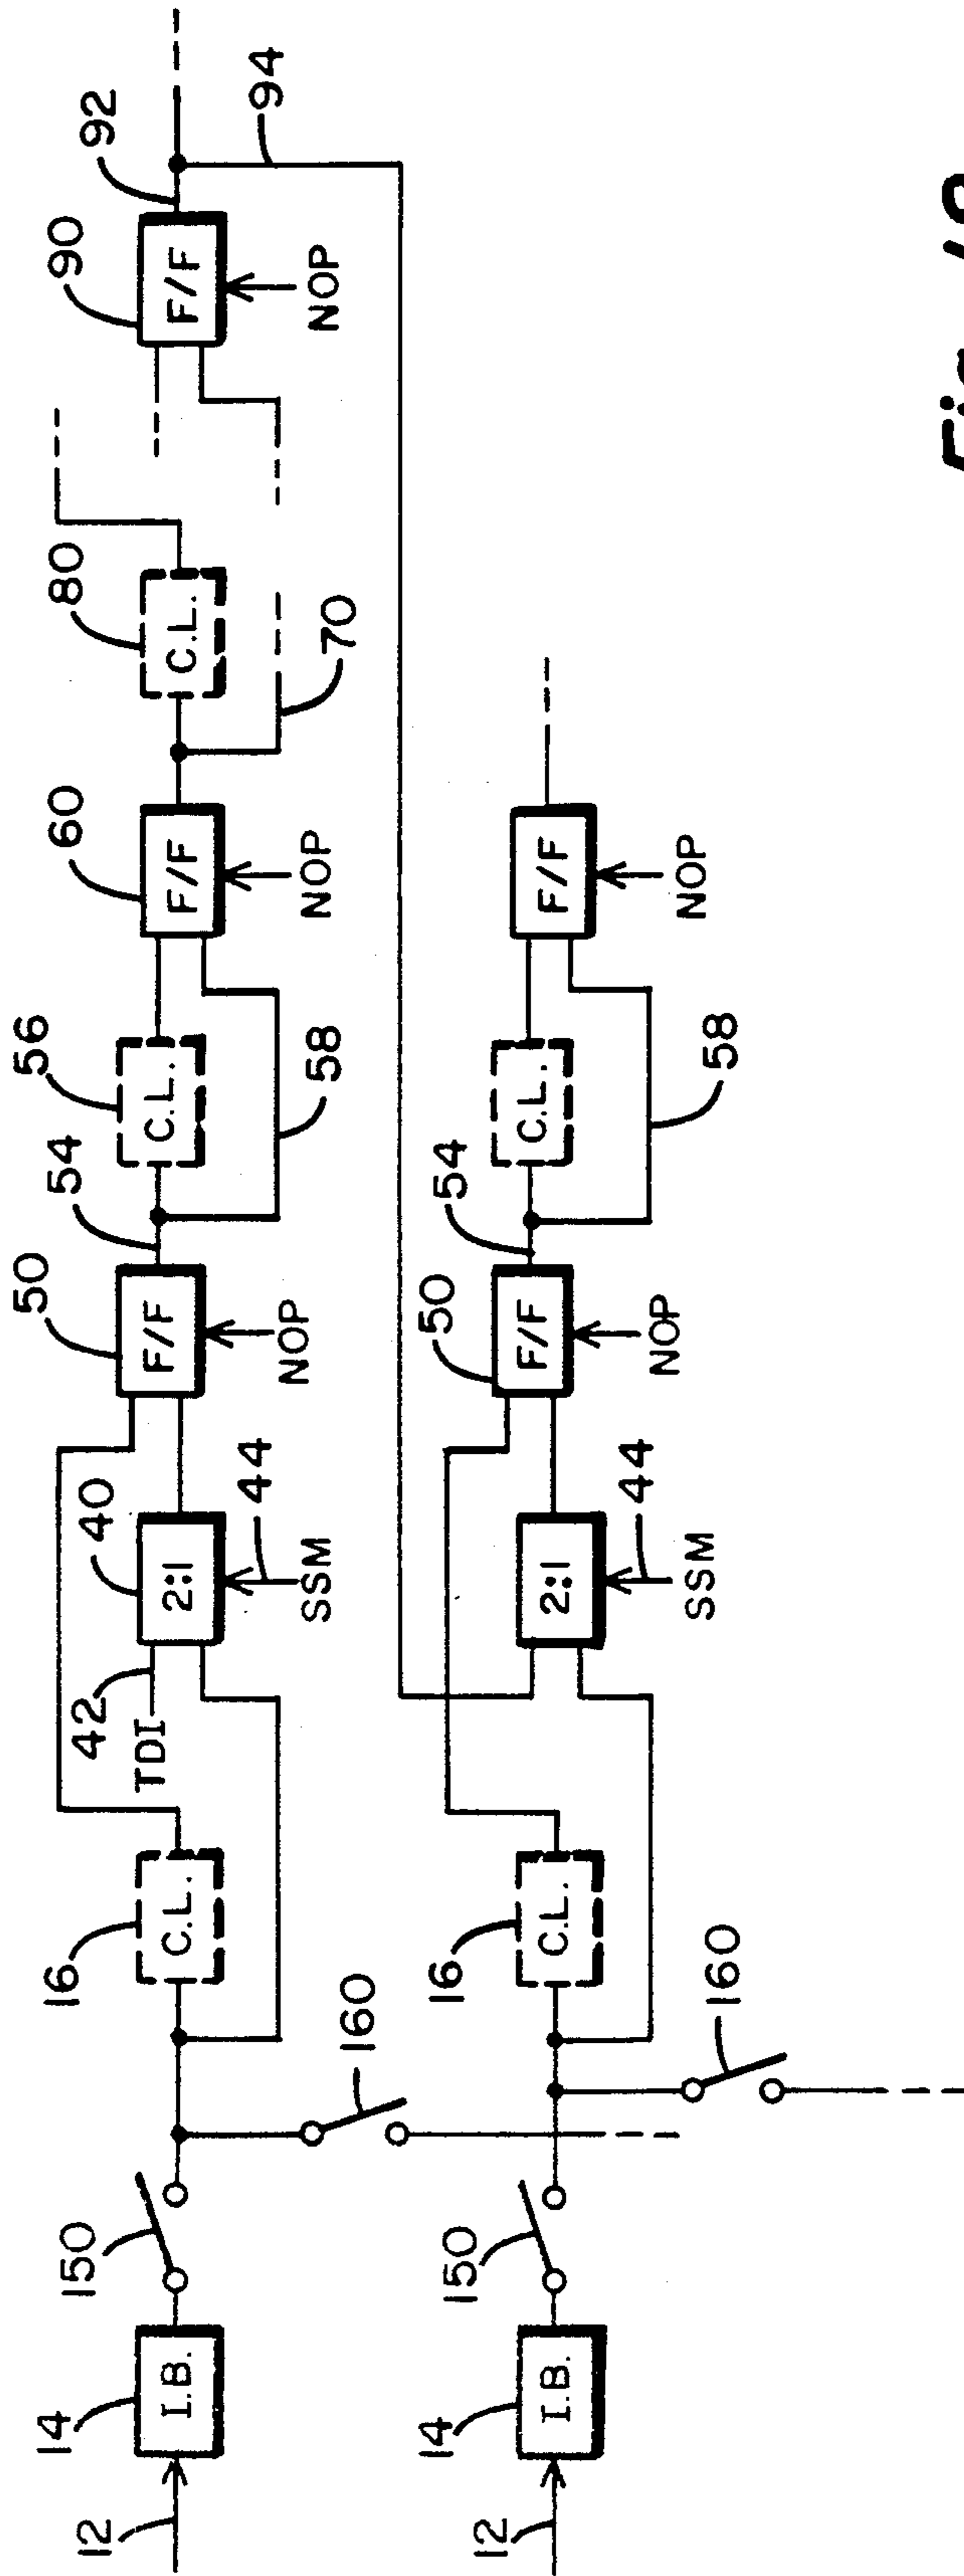 92
94
90
F/F
NOP
80
C.L.
70
60
F/F
NOP
56
C.L.
58
54
50
F/F
NOP
40
2:1
44
SSM
42
TDI
16
C.L.
160
150
14
I.B.
12
F/F
NOP
58
C.L.
54
50
F/F
NOP
44
2:1
SSM
16
C.L.
160
150
14
I.B.
12